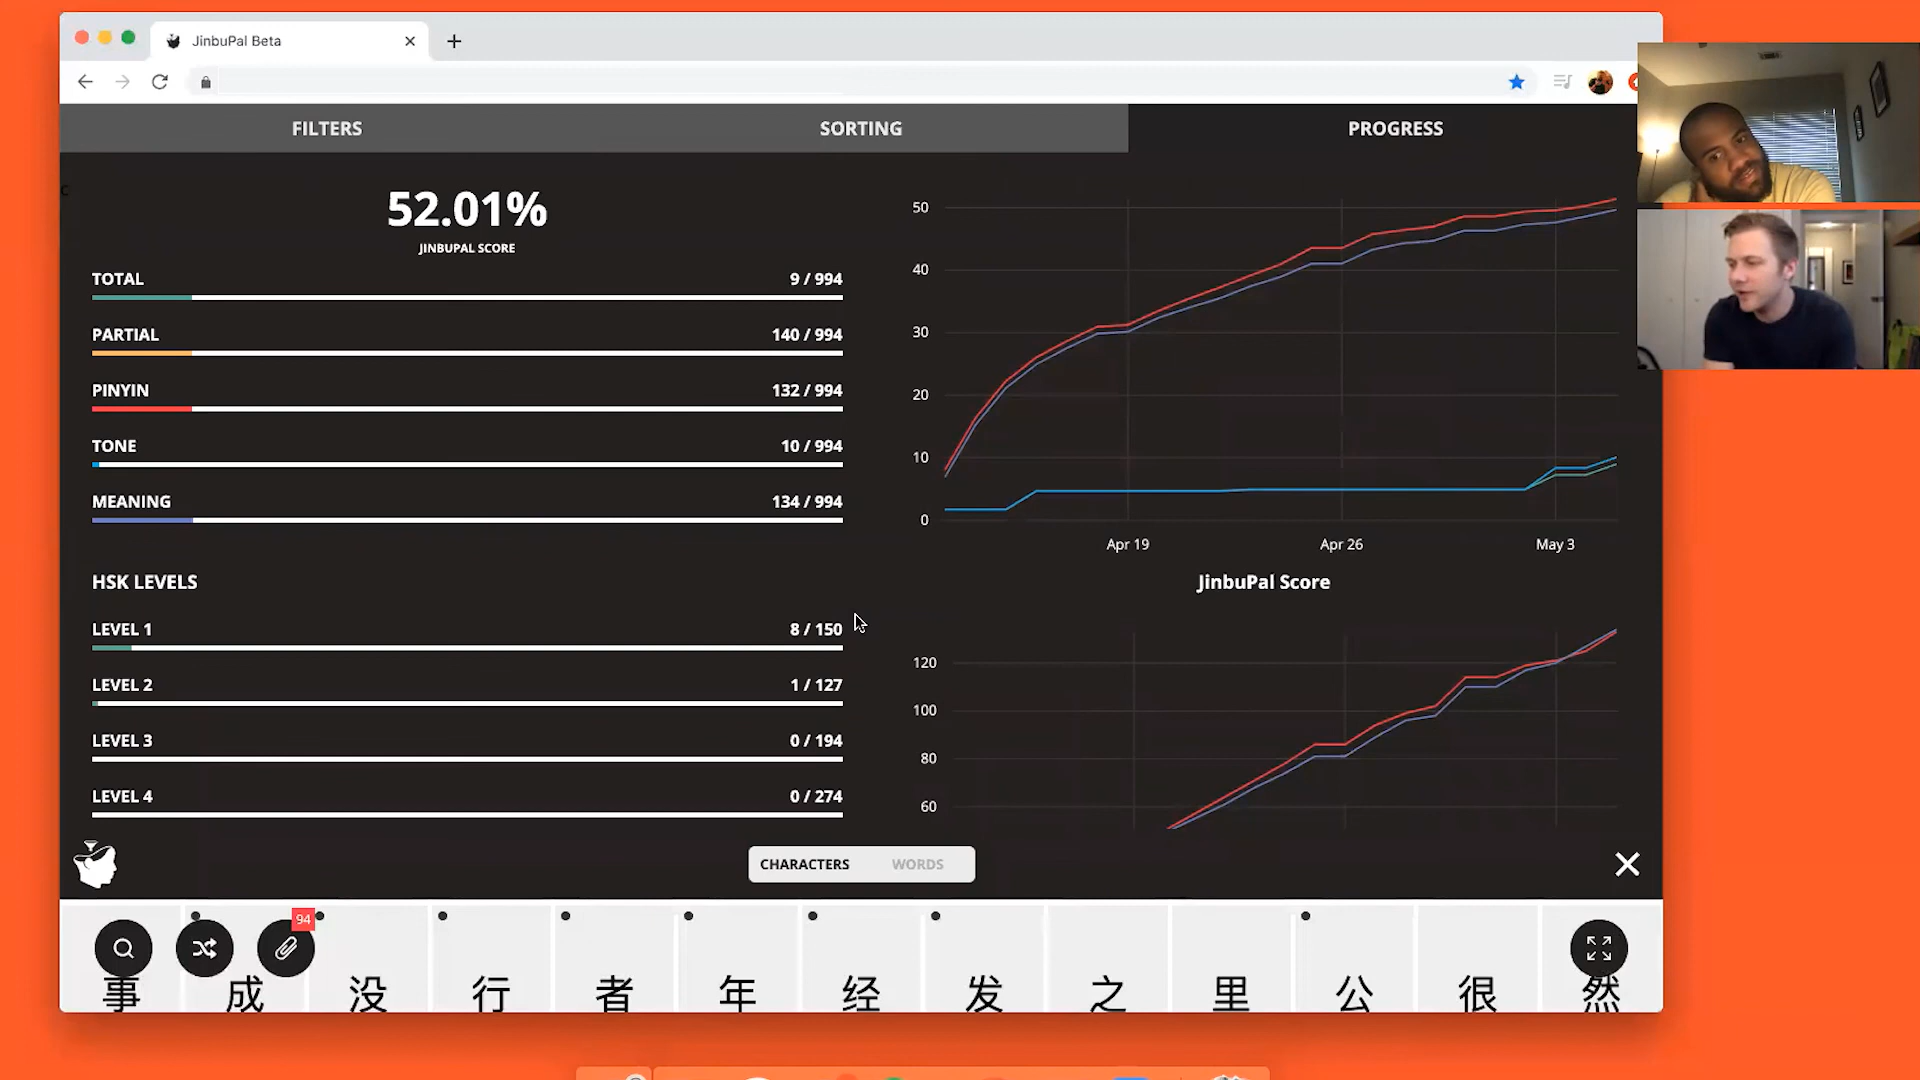 JinbuPal Beta
FILTERS
SORTING
PROGRESS
52.01%
JINBUPAL SCORE
TOTAL 9 / 994
PARTIAL 140 / 994
PINYIN 132 / 994
TONE 10 / 994
MEANING 134 / 994
HSK LEVELS
LEVEL 1 8 / 150
LEVEL 2 1 / 127
LEVEL 3 0 / 194
LEVEL 4 0 / 274
50
40
30
20
10
0
Apr 19 Apr 26 May 3
JinbuPal Score
120
100
80
60
CHARACTERS WORDS
94
事 成 没 行 者 年 经 发 之 里 公 很 然